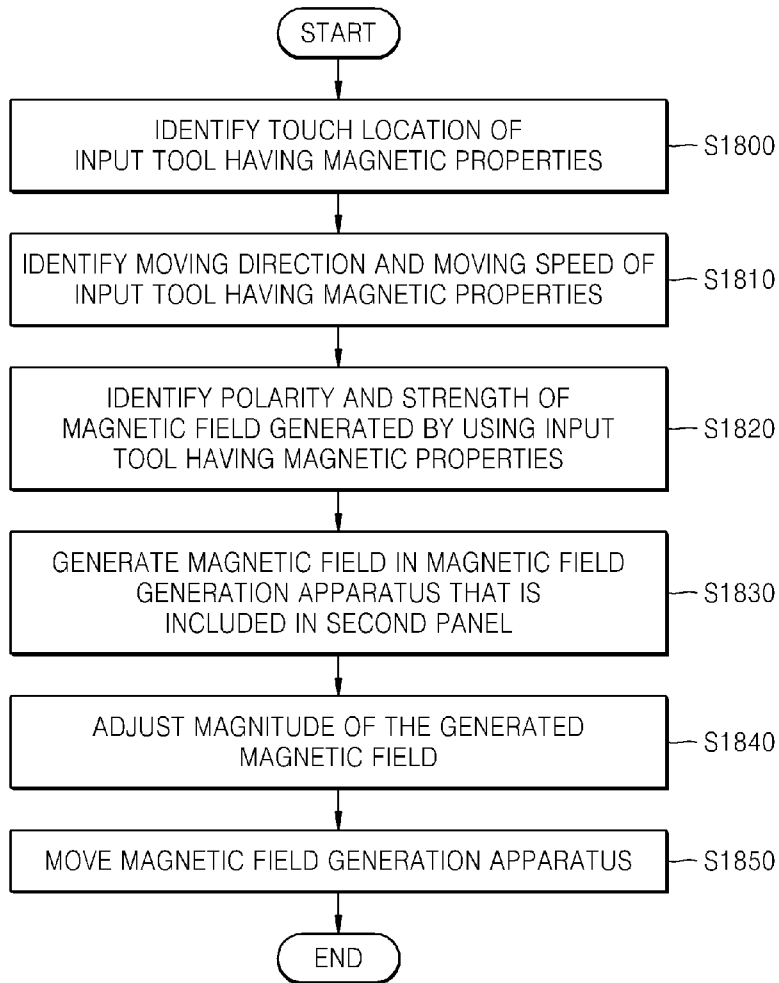 START
IDENTIFY TOUCH LOCATION OF
INPUT TOOL HAVING MAGNETIC PROPERTIES
S1800
IDENTIFY MOVING DIRECTION AND MOVING SPEED OF
INPUT TOOL HAVING MAGNETIC PROPERTIES
S1810
IDENTIFY POLARITY AND STRENGTH OF
MAGNETIC FIELD GENERATED BY USING INPUT
TOOL HAVING MAGNETIC PROPERTIES
S1820
GENERATE MAGNETIC FIELD IN MAGNETIC FIELD
GENERATION APPARATUS THAT IS
INCLUDED IN SECOND PANEL
S1830
ADJUST MAGNITUDE OF THE GENERATED
MAGNETIC FIELD
S1840
MOVE MAGNETIC FIELD GENERATION APPARATUS
S1850
END